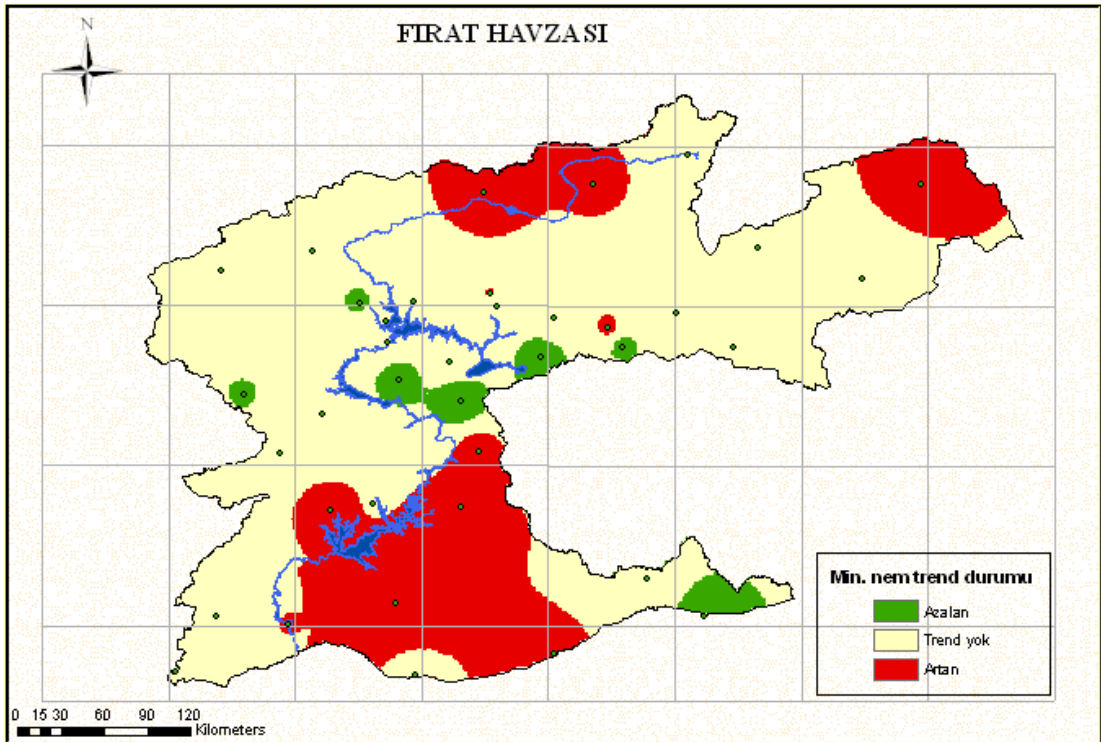 FIRAT HAVZASI
N
Min. nem trend durumu
Azalan
Trend yok
Artan
0 15 30 60 90 120
Kilometers